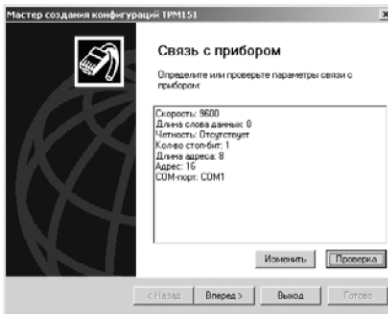 Мастер создания конфигураций ТРМ151
Связь с прибором
Определите или проверьте параметры связи с
прибором:
Скорость: 9600
Длина слова данных: 8
Четность: Отсутствует
Кол-во стоп-бит: 1
Длина адреса: 8
Адрес: 16
COM-порт: COM1
Изменить
Проверка
< Назад
Вперед >
Выход
Готово